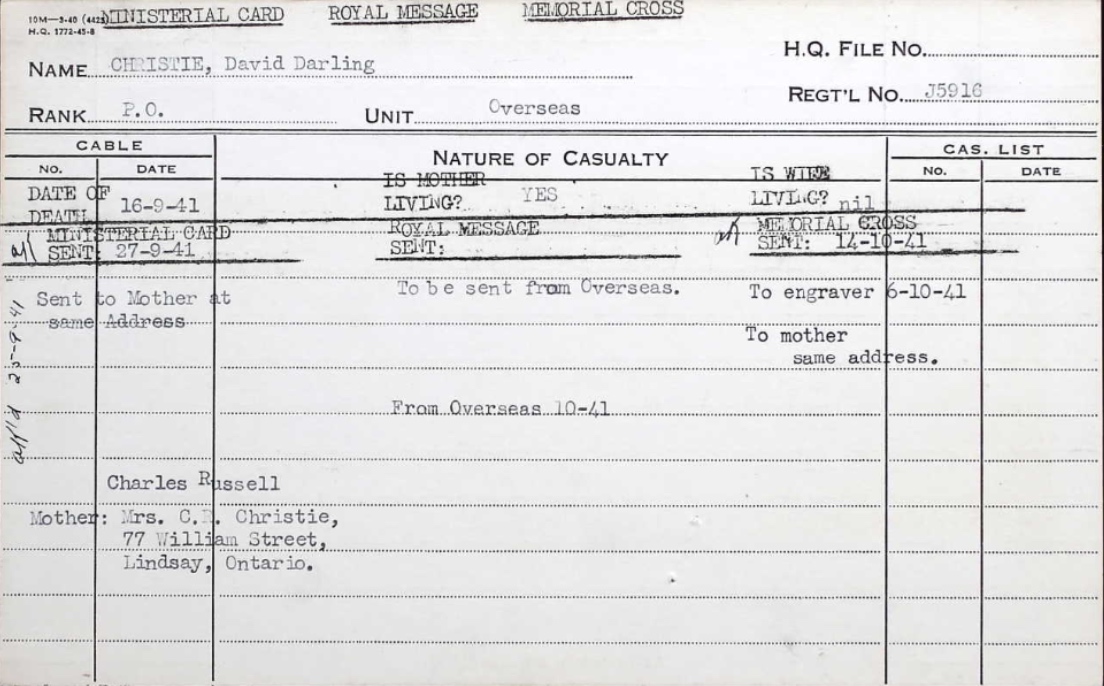 10M—3-40 (4423) MINISTERIAL CARD ROYAL MESSAGE MEMORIAL CROSS
H.Q. 1772-45-8
H.Q. FILE NO.
NAME CHRISTIE, David Darling
REGT'L NO. J5916
RANK P.O. UNIT Overseas
CABLE NATURE OF CASUALTY CAS. LIST
NO. DATE NO. DATE
DATE OF DEATH 16-9-41
IS MOTHER LIVING? YES
IS WIFE LIVING? nil
MINISTERIAL CARD SENT: 27-9-41
ROYAL MESSAGE SENT:
MEMORIAL CROSS SENT: 14-10-41
Sent to Mother at
same Address
To be sent from Overseas.
To engraver 6-10-41
To mother
same address.
From Overseas 10-41
25-9-41
Charles Russell
Mother: Mrs. C.R. Christie,
77 William Street,
Lindsay, Ontario.